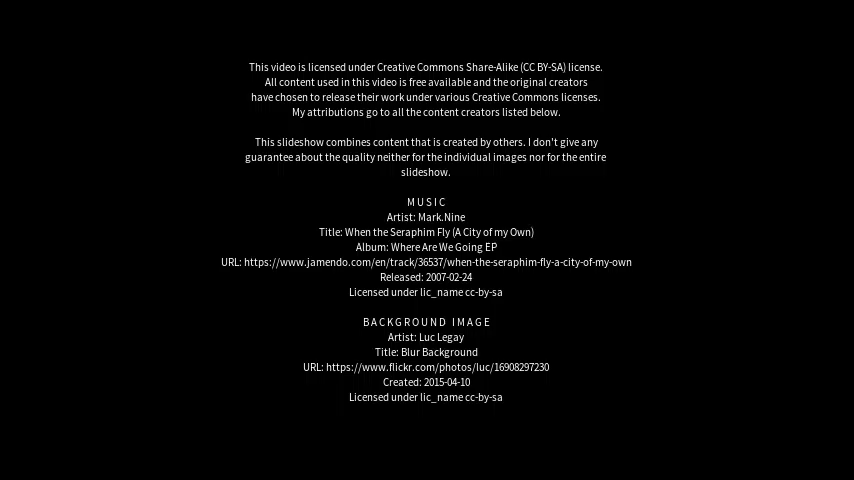 This video is licensed under Creative Commons Share-Alike (CC BY-SA) license.
All content used in this video is free available and the original creators
have chosen to release their work under various Creative Commons licenses.
My attributions go to all the content creators listed below.
This slideshow combines content that is created by others. I don't give any
guarantee about the quality neither for the individual images nor for the entire
slideshow.
MUSIC
Artist: Mark.Nine
Title: When the Seraphim Fly (A City of my Own)
Album: Where Are We Going EP
URL: https://www.jamendo.com/en/track/36537/when-the-seraphim-fly-a-city-of-my-own
Released: 2007-02-24
Licensed under lic_name cc-by-sa
BACKGROUND IMAGE
Artist: Luc Legay
Title: Blur Background
URL: https://www.flickr.com/photos/luc/16908297230
Created: 2015-04-10
Licensed under lic_name cc-by-sa